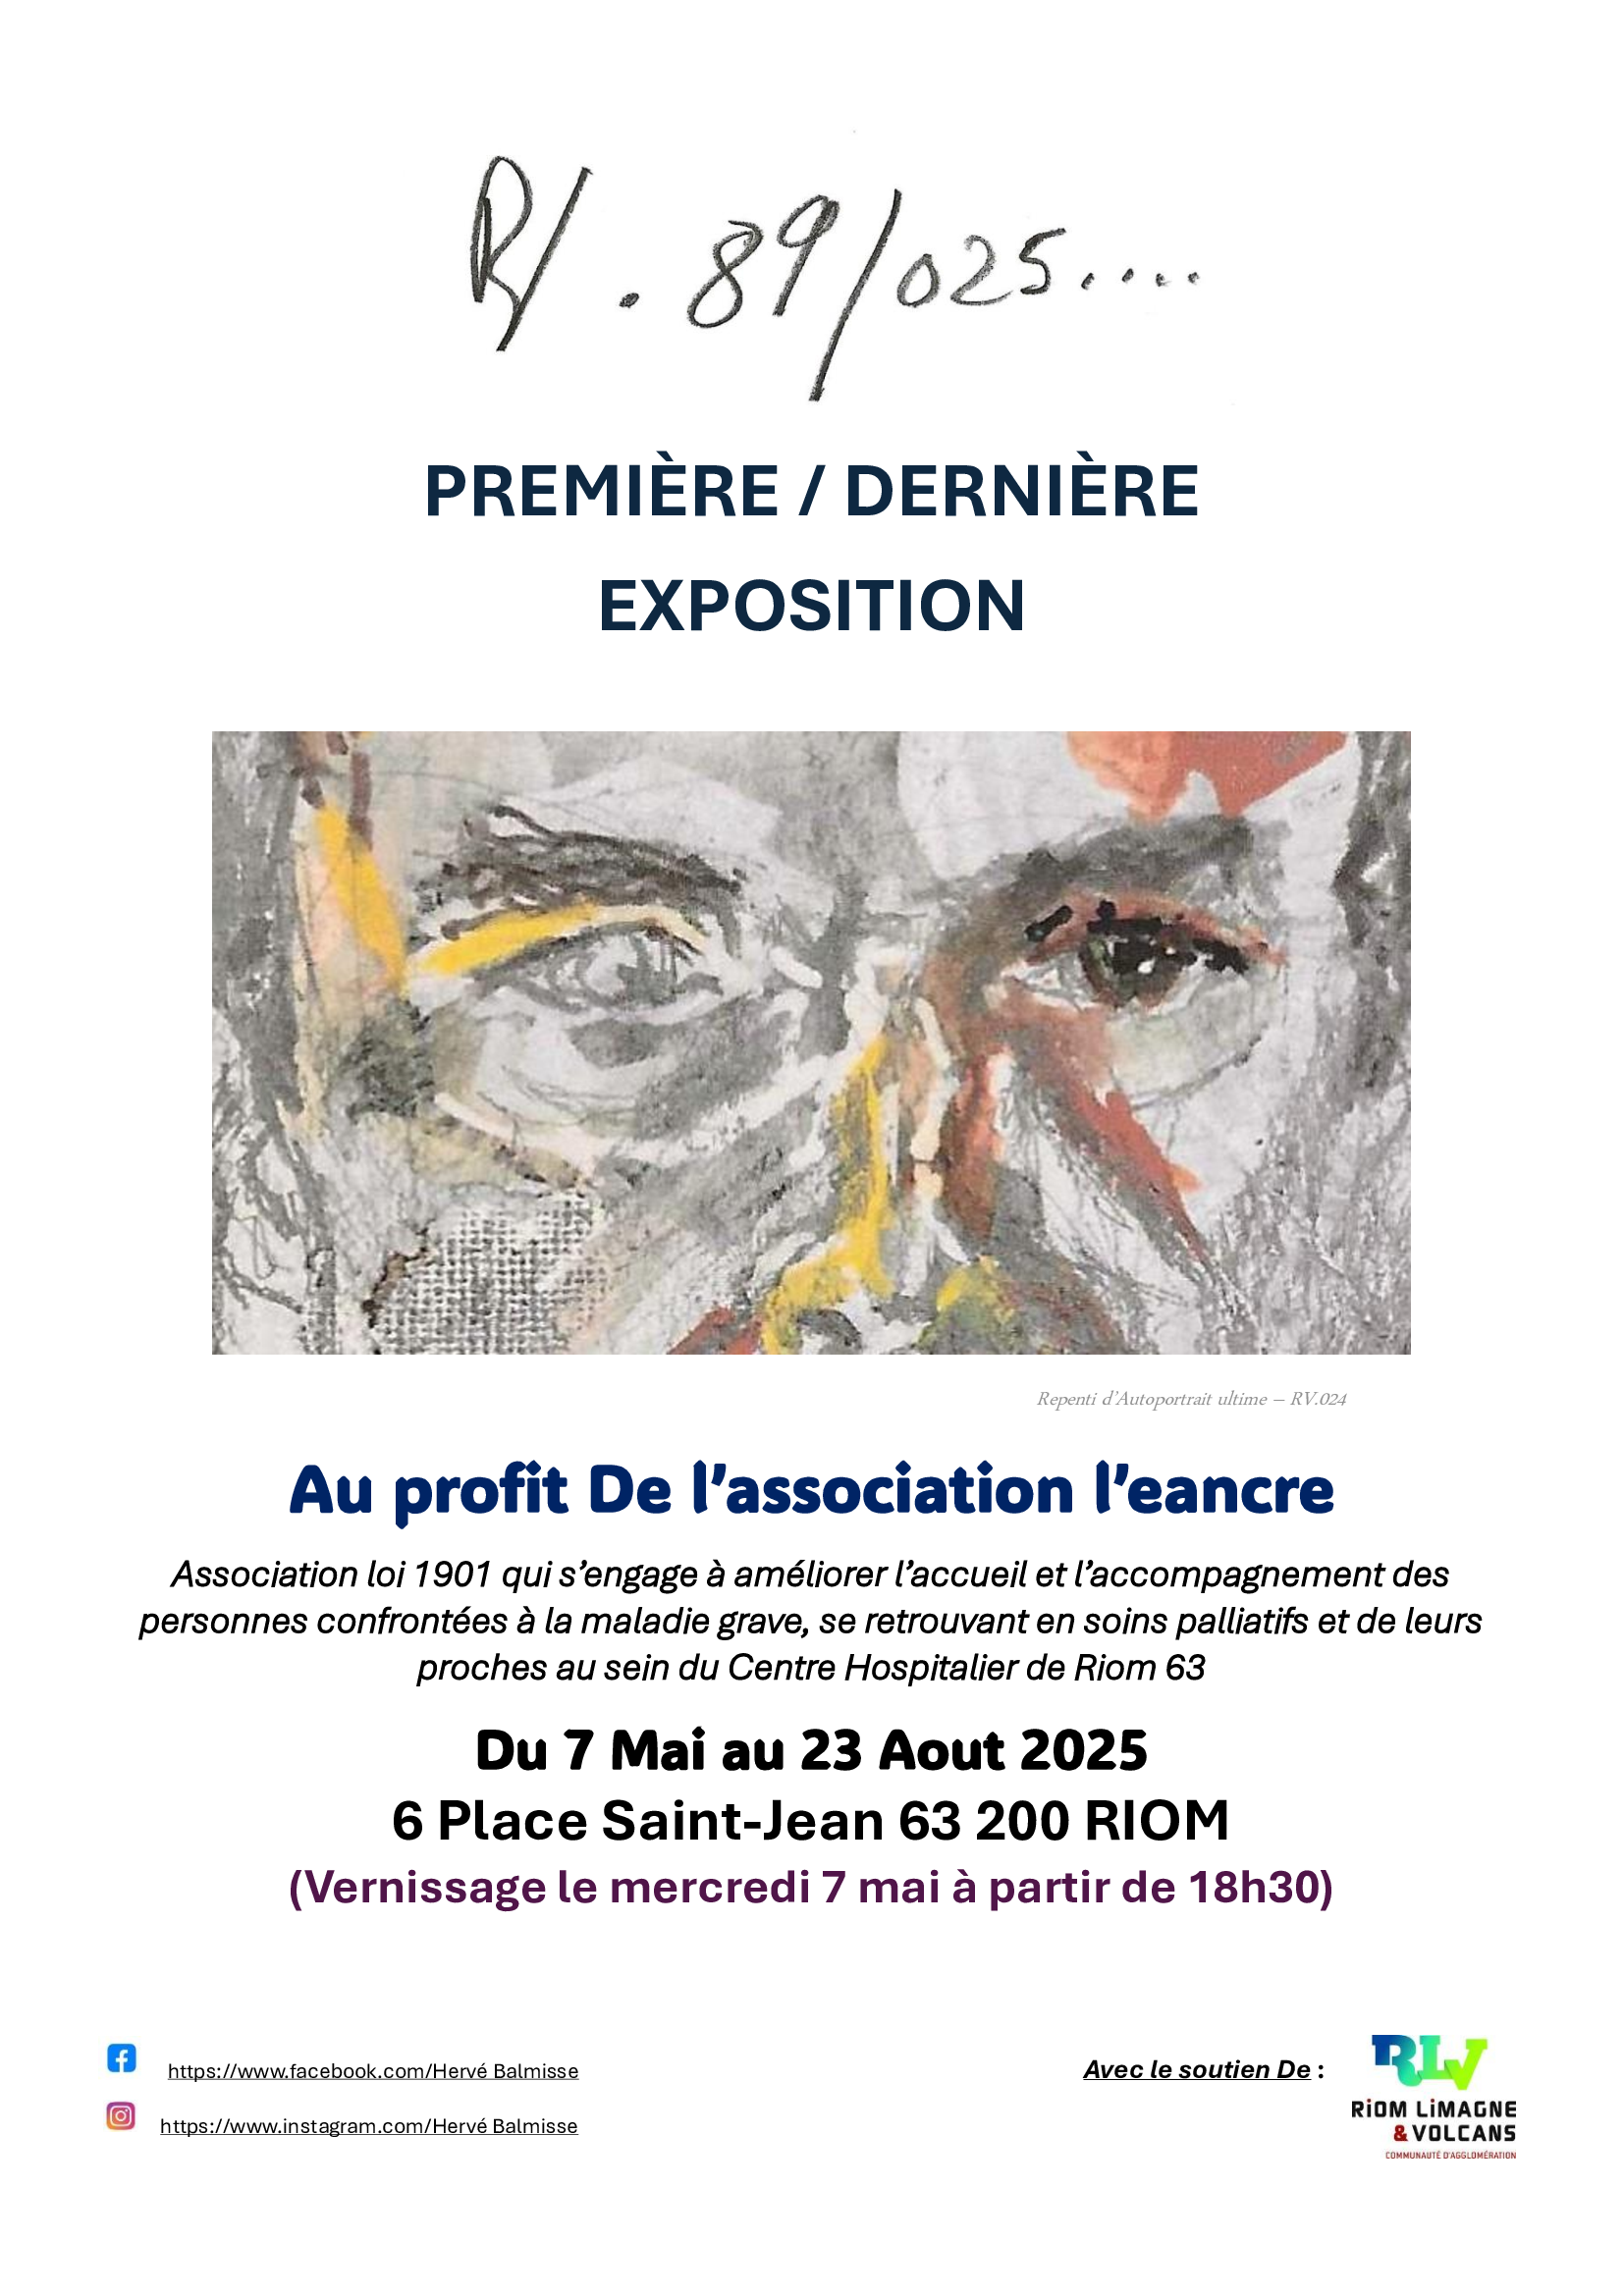 R/ . 89/025....
PREMIÈRE / DERNIÈRE
EXPOSITION
Repenti d’Autoportrait ultime – RV.024
Au profit De l’association l’eancre
Association loi 1901 qui s’engage à améliorer l’accueil et l’accompagnement des
personnes confrontées à la maladie grave, se retrouvant en soins palliatifs et de leurs
proches au sein du Centre Hospitalier de Riom 63
Du 7 Mai au 23 Aout 2025
6 Place Saint-Jean 63 200 RIOM
(Vernissage le mercredi 7 mai à partir de 18h30)
https://www.facebook.com/Hervé Balmisse
https://www.instagram.com/Hervé Balmisse
Avec le soutien De :
RLV
RiOM LiMAGNE
& VOLCANS
COMMUNAUTÉ D'AGGLOMÉRATION